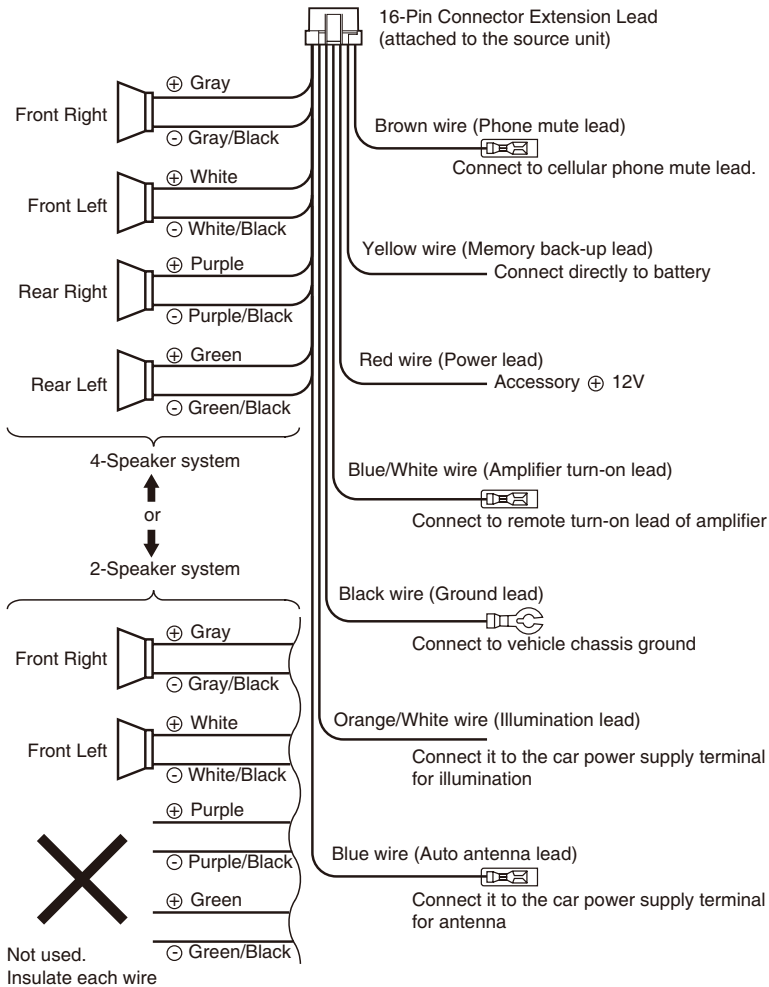 16-Pin Connector Extension Lead
(attached to the source unit)
⊕ Gray
Front Right
⊖ Gray/Black
⊕ White
Front Left
⊖ White/Black
⊕ Purple
Rear Right
⊖ Purple/Black
⊕ Green
Rear Left
⊖ Green/Black
4-Speaker system
or
2-Speaker system
⊕ Gray
Front Right
⊖ Gray/Black
⊕ White
Front Left
⊖ White/Black
⊕ Purple
⊖ Purple/Black
⊕ Green
⊖ Green/Black
Not used.
Insulate each wire
Brown wire (Phone mute lead)
Connect to cellular phone mute lead.
Yellow wire (Memory back-up lead)
Connect directly to battery
Red wire (Power lead)
Accessory ⊕ 12V
Blue/White wire (Amplifier turn-on lead)
Connect to remote turn-on lead of amplifier
Black wire (Ground lead)
Connect to vehicle chassis ground
Orange/White wire (Illumination lead)
Connect it to the car power supply terminal
for illumination
Blue wire (Auto antenna lead)
Connect it to the car power supply terminal
for antenna